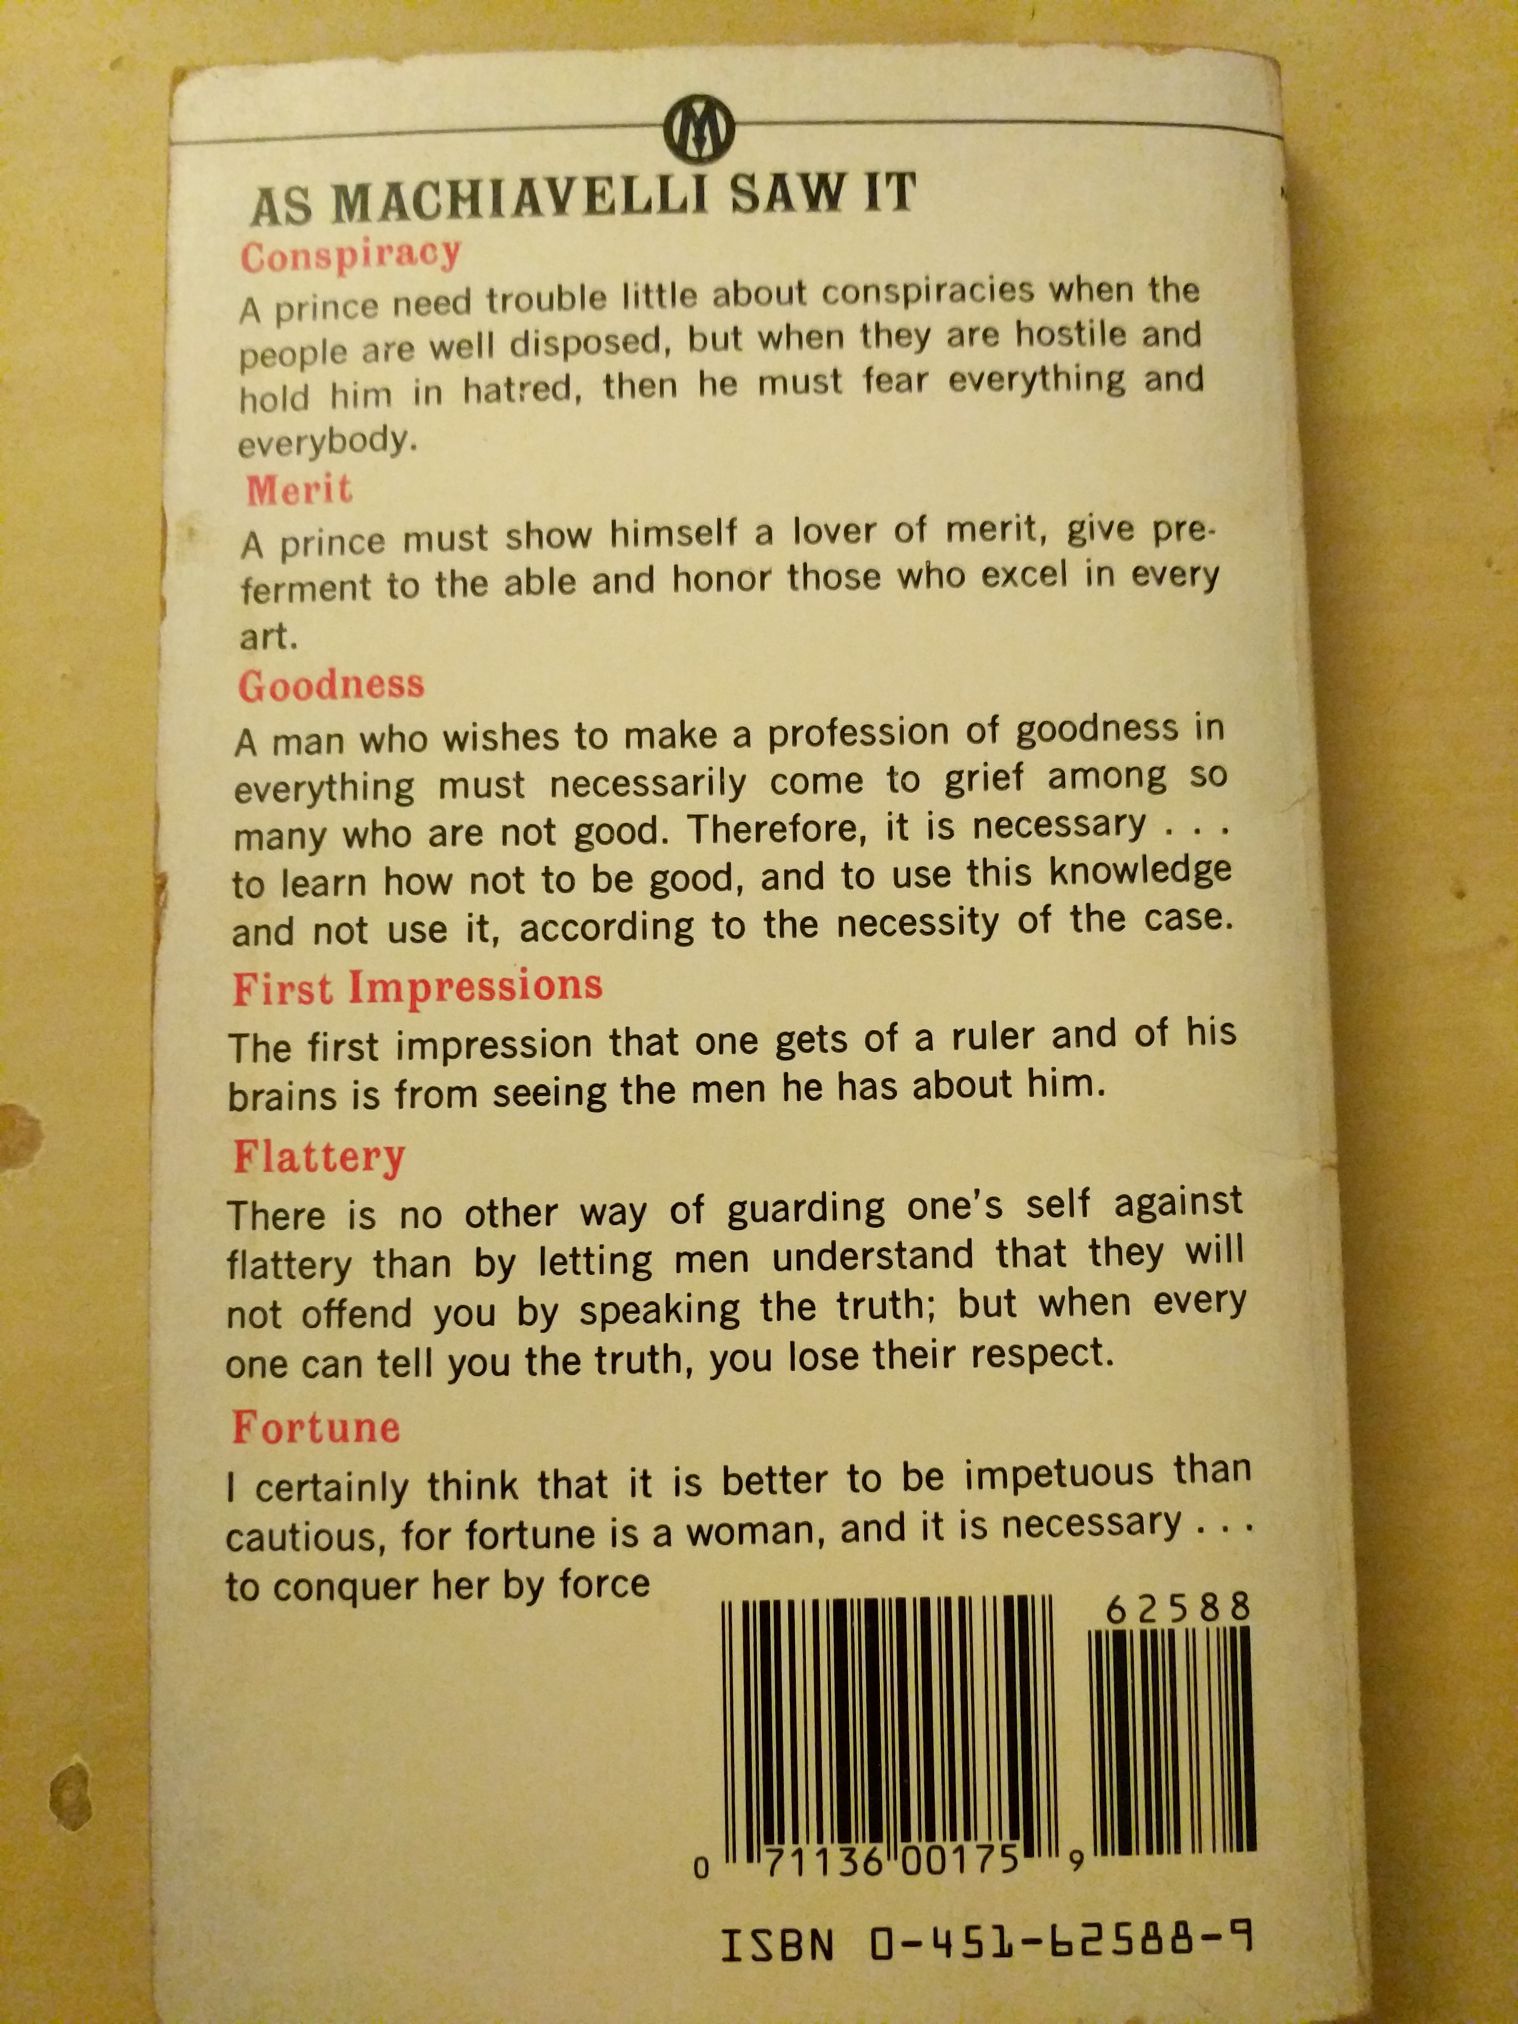 M
AS MACHIAVELLI SAW IT
Conspiracy
A prince need trouble little about conspiracies when the
people are well disposed, but when they are hostile and
hold him in hatred, then he must fear everything and
everybody.
Merit
A prince must show himself a lover of merit, give pre-
ferment to the able and honor those who excel in every
art.
Goodness
A man who wishes to make a profession of goodness in
everything must necessarily come to grief among so
many who are not good. Therefore, it is necessary . . .
to learn how not to be good, and to use this knowledge
and not use it, according to the necessity of the case.
First Impressions
The first impression that one gets of a ruler and of his
brains is from seeing the men he has about him.
Flattery
There is no other way of guarding one's self against
flattery than by letting men understand that they will
not offend you by speaking the truth; but when every
one can tell you the truth, you lose their respect.
Fortune
I certainly think that it is better to be impetuous than
cautious, for fortune is a woman, and it is necessary . . .
to conquer her by force
62588
0 71136 00175 9
ISBN 0-451-62588-9